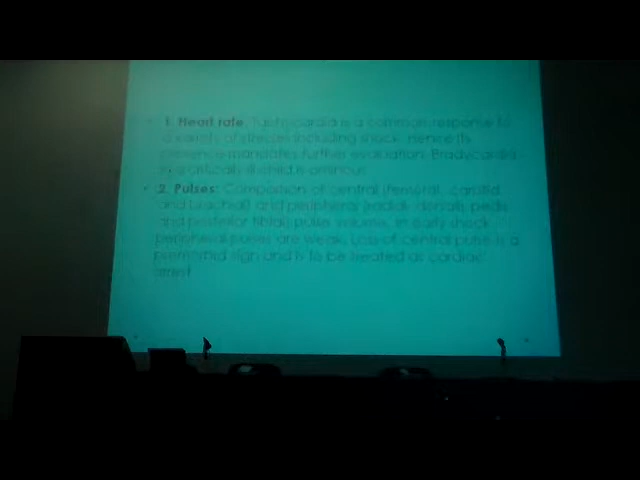 1. Heart rate: Tachycardia is a common response to
a variety of stresses including shock. Hence its
presence mandates further evaluation. Bradycardia
in a critically ill child is ominous.
2. Pulses: Comparison of central (femoral, carotid
and brachial) and peripheral (radial, dorsalis pedis
and posterior tibial) pulse volume. In early shock
peripheral pulses are weak. Loss of central pulse is a
premorbid sign and is to be treated as cardiac
arrest